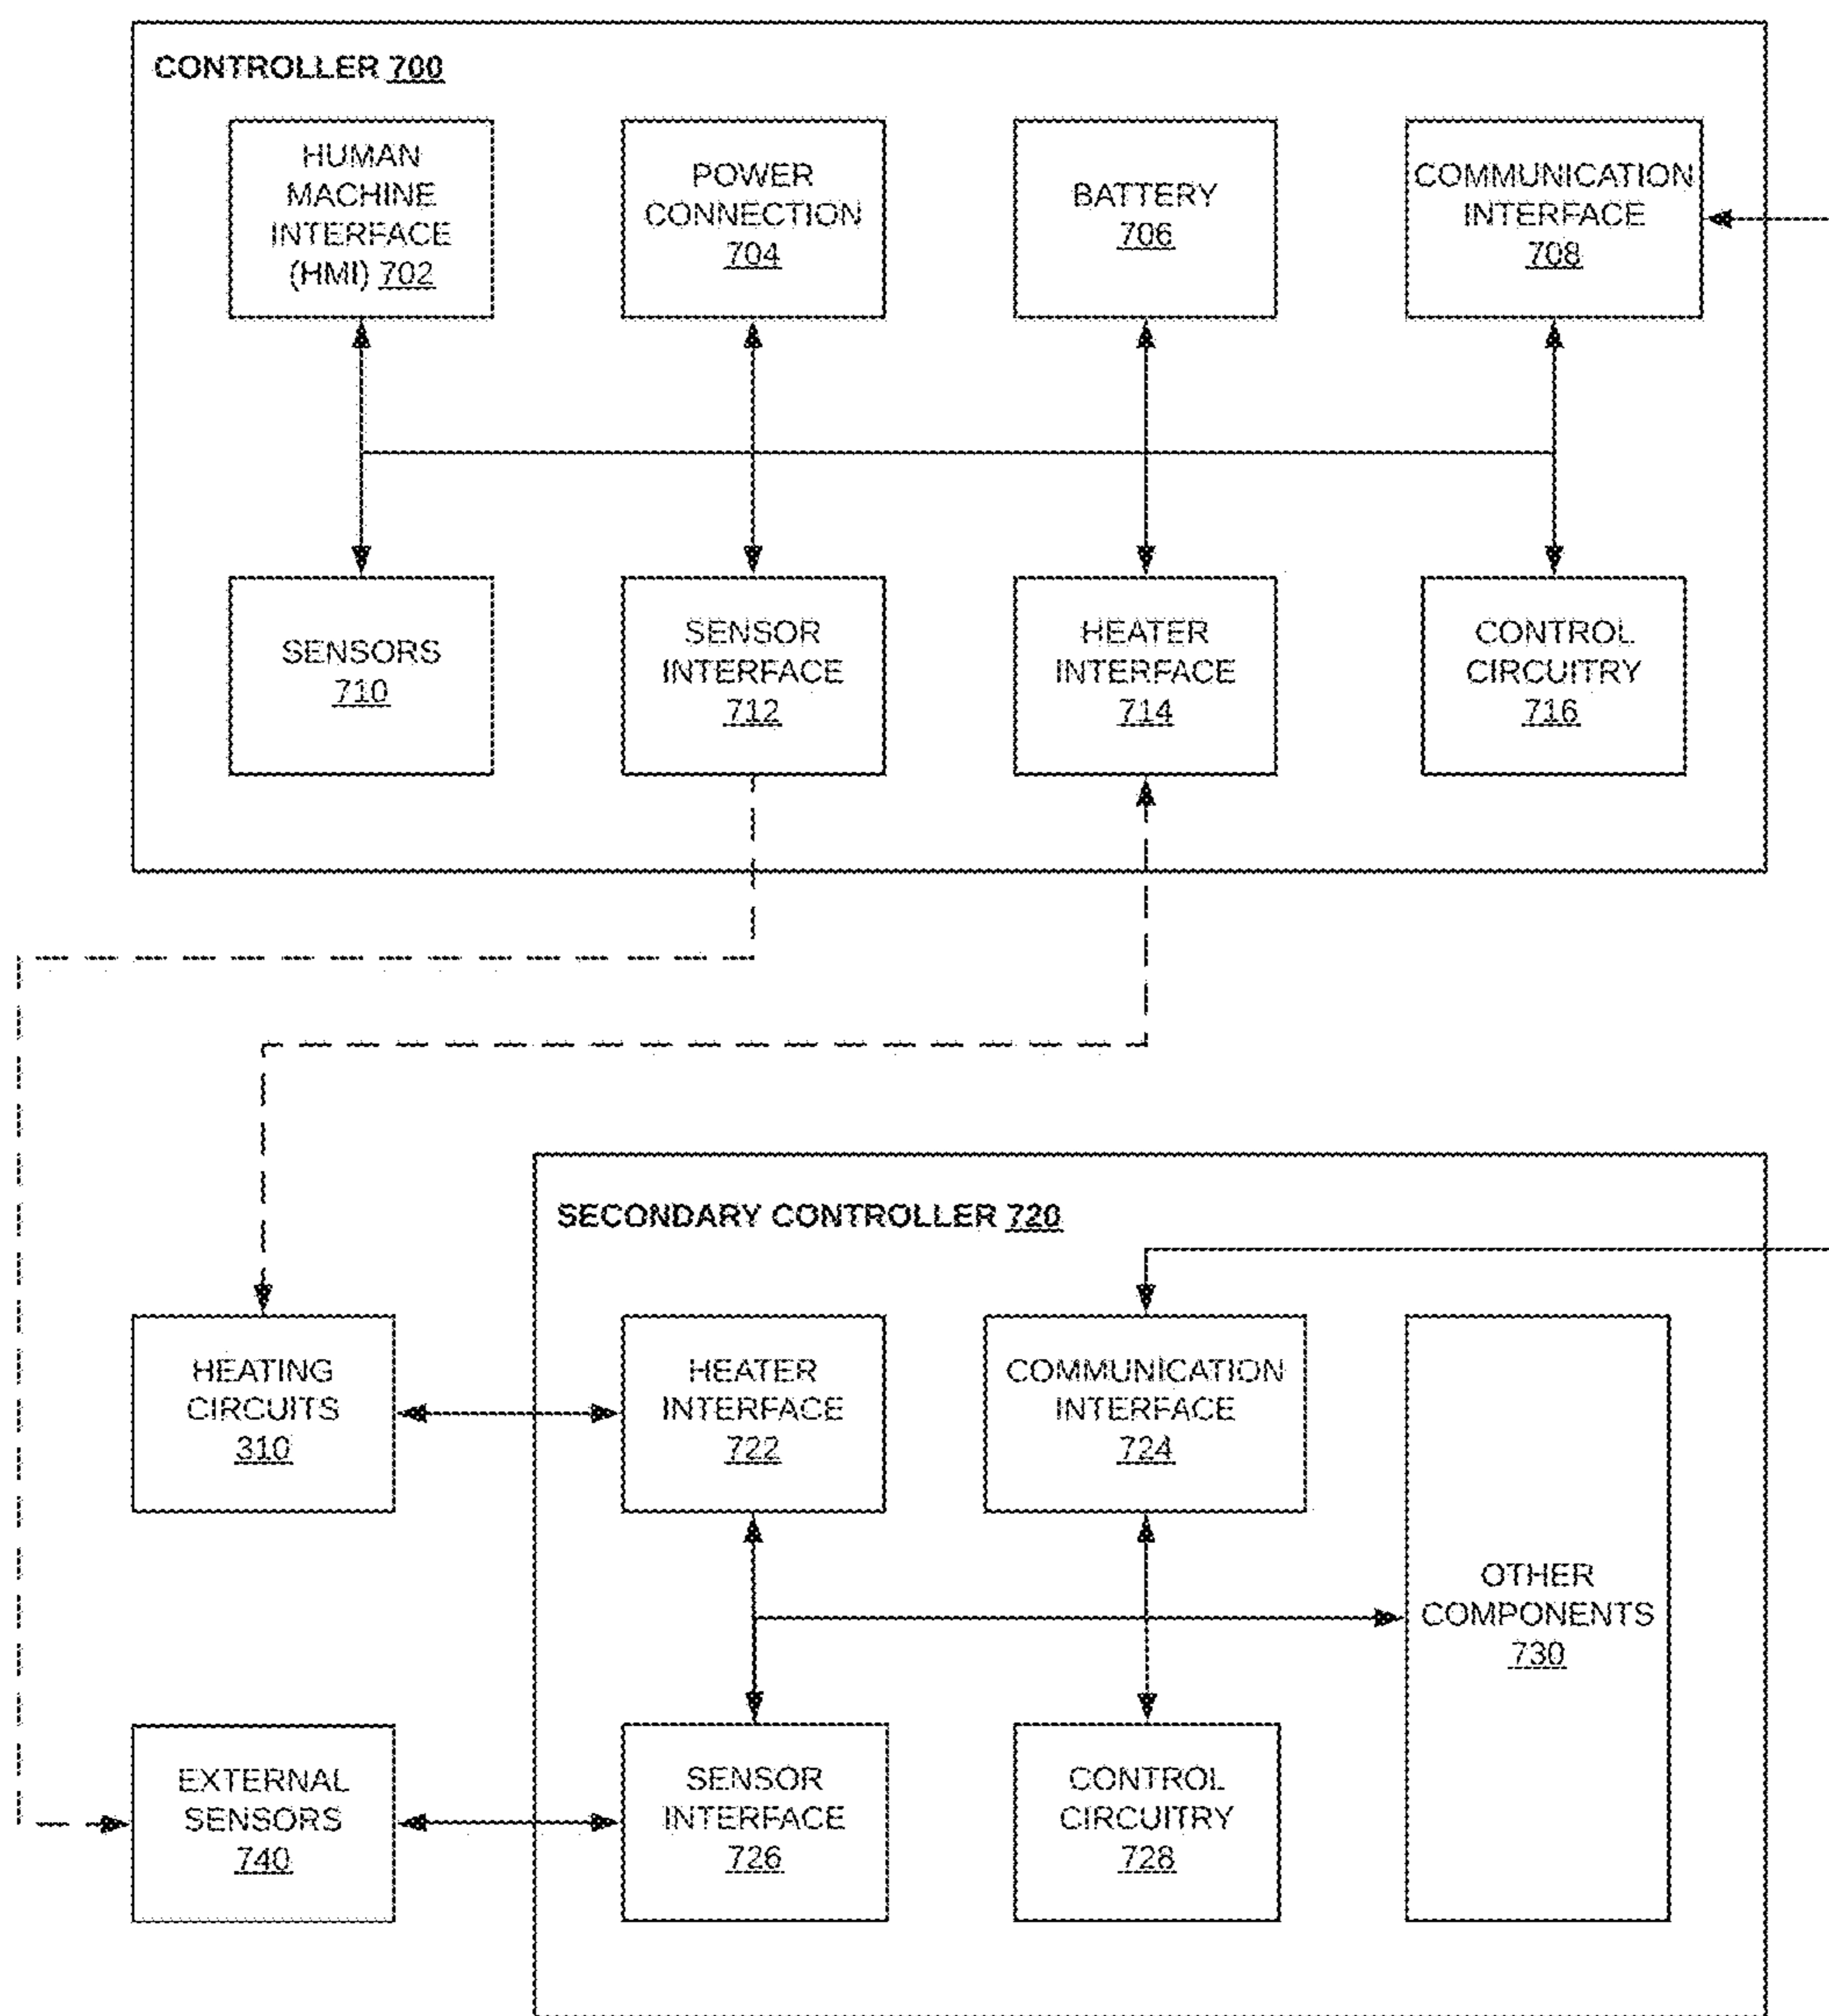 CONTROLLER 700
HUMAN
MACHINE
INTERFACE
(HMI) 702
POWER
CONNECTION
704
BATTERY
706
COMMUNICATION
INTERFACE
708
SENSORS
710
SENSOR
INTERFACE
712
HEATER
INTERFACE
714
CONTROL
CIRCUITRY
716
SECONDARY CONTROLLER 720
HEATING
CIRCUITS
310
HEATER
INTERFACE
722
COMMUNICATION
INTERFACE
724
OTHER
COMPONENTS
730
EXTERNAL
SENSORS
740
SENSOR
INTERFACE
726
CONTROL
CIRCUITRY
728